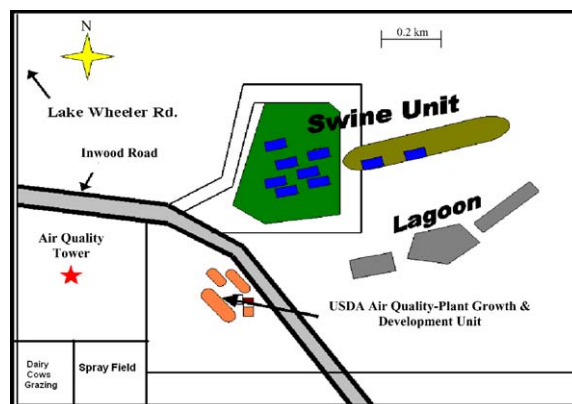 N
0.2 km
Lake Wheeler Rd.
Swine Unit
Inwood Road
Lagoon
Air Quality
Tower
USDA Air Quality-Plant Growth &
Development Unit
Dairy
Cows
Grazing
Spray Field